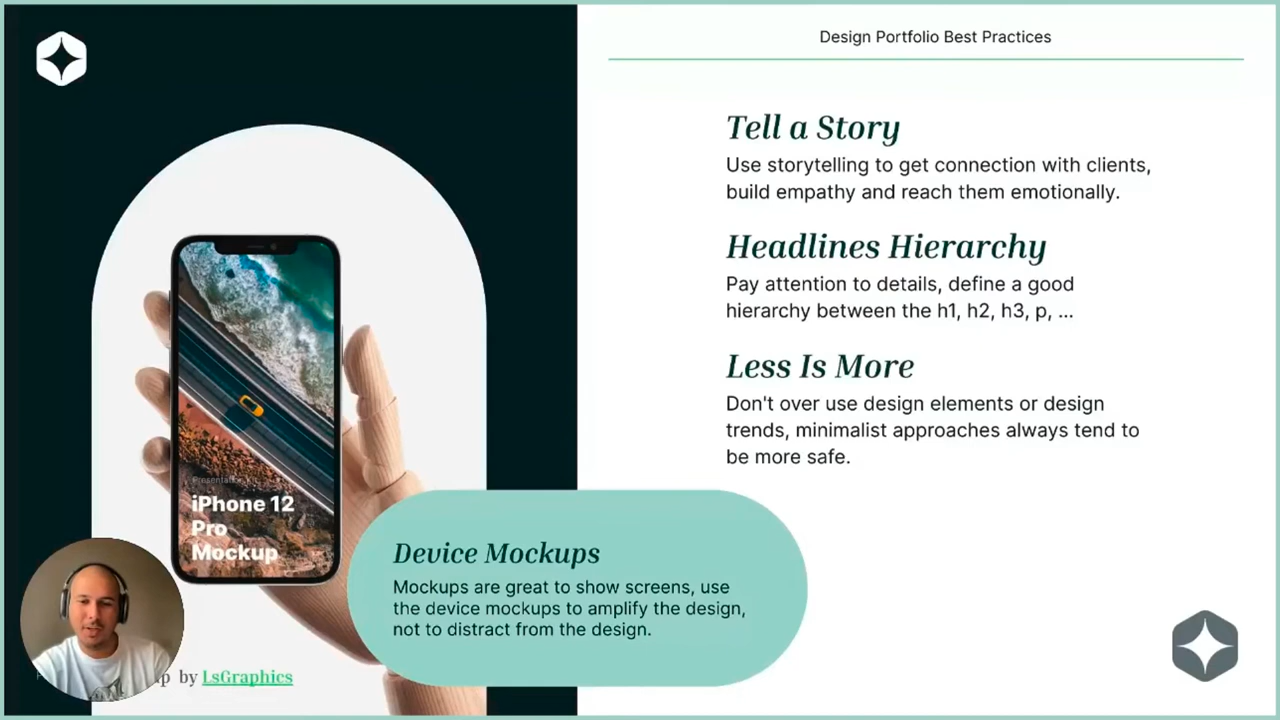 Design Portfolio Best Practices
Tell a Story
Use storytelling to get connection with clients,
build empathy and reach them emotionally.
Headlines Hierarchy
Pay attention to details, define a good
hierarchy between the h1, h2, h3, p, ...
Less Is More
Don't over use design elements or design
trends, minimalist approaches always tend to
be more safe.
iPhone 12
Pro
Mockup
Device Mockups
Mockups are great to show screens, use
the device mockups to amplify the design,
not to distract from the design.
by LsGraphics